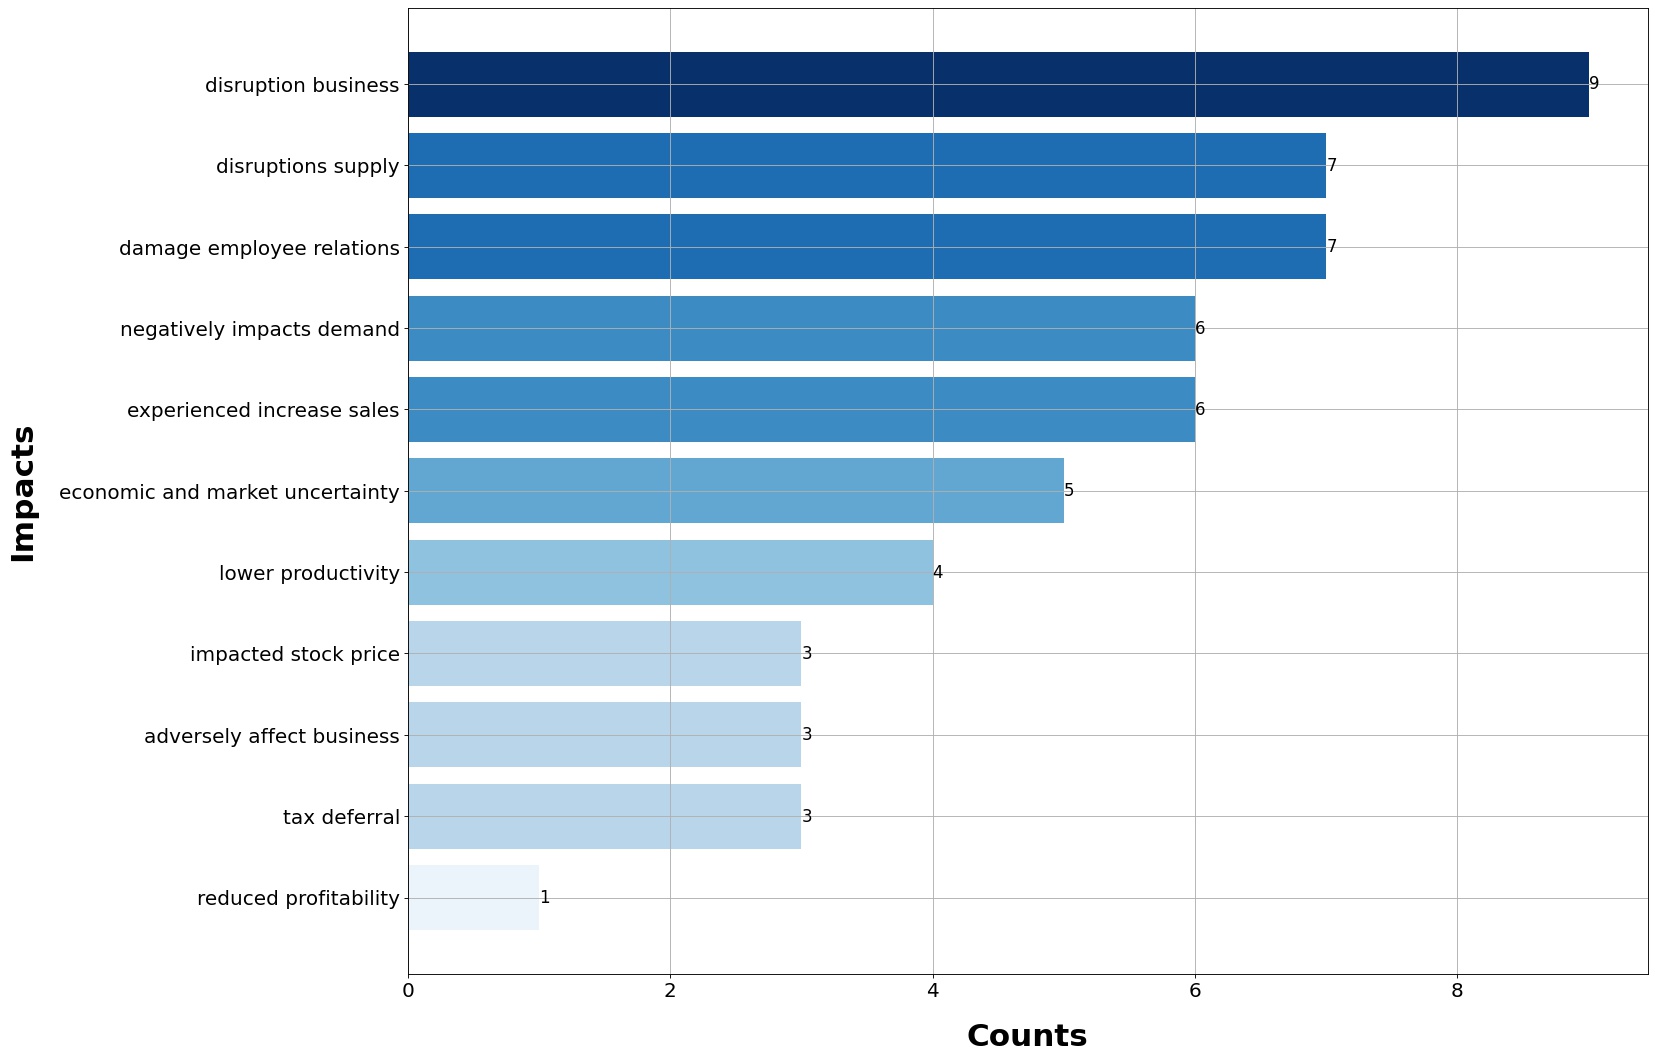 disruption business 9
disruptions supply 7
damage employee relations 7
negatively impacts demand 6
experienced increase sales 6
economic and market uncertainty 5
lower productivity 4
impacted stock price 3
adversely affect business 3
tax deferral 3
reduced profitability 1
Impacts
0 2 4 6 8
Counts